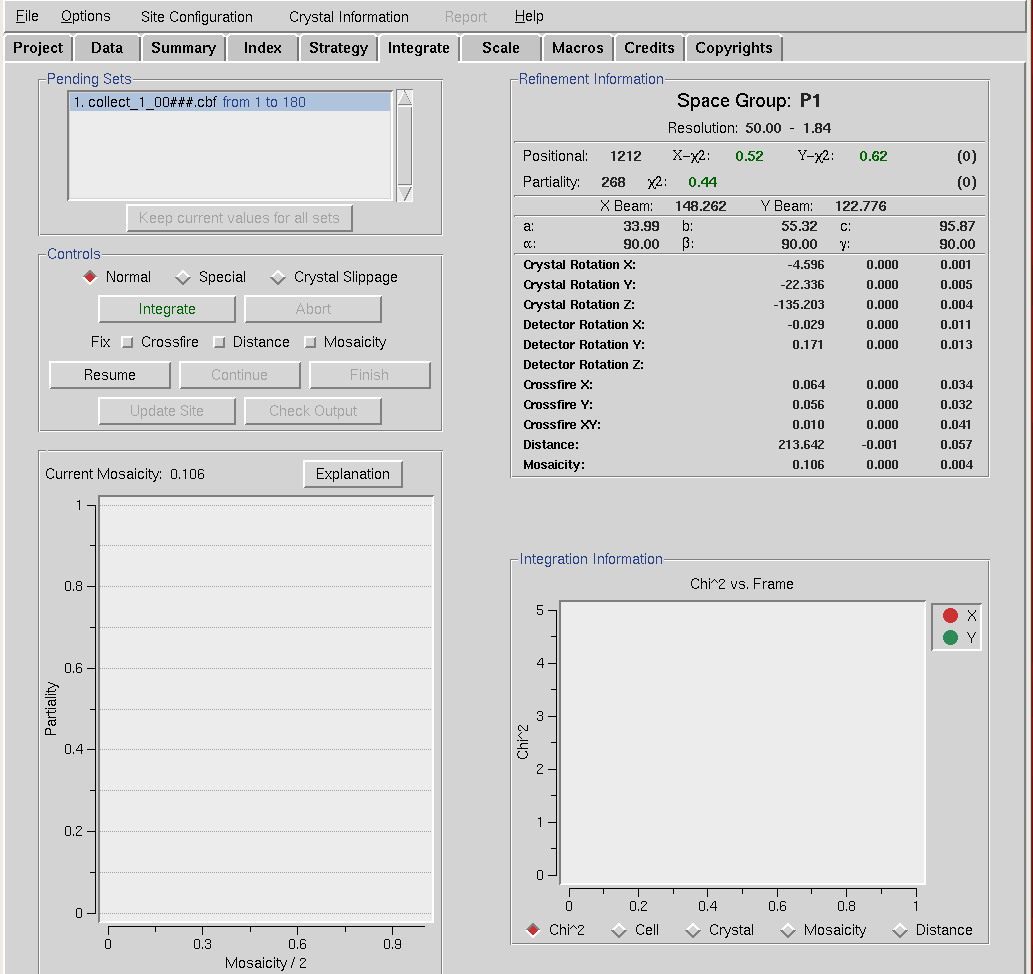 File Options Site Configuration Crystal Information Report Help
Project Data Summary Index Strategy Integrate Scale Macros Credits Copyrights
Pending Sets
1. collect_1_00###.cbf from 1 to 180
Keep current values for all sets
Controls
Normal Special Crystal Slippage
Integrate Abort
Fix Crossfire Distance Mosaicity
Resume Continue Finish
Update Site Check Output
Current Mosaicity: 0.106 Explanation
1
0.8
0.6
0.4
0.2
0
Partiality
0 0.3 0.6 0.9
Mosaicity / 2
Refinement Information
Space Group: P1
Resolution: 50.00 - 1.84
Positional: 1212 X-χ2: 0.52 Y-χ2: 0.62 (0)
Partiality: 268 χ2: 0.44 (0)
X Beam: 148.262 Y Beam: 122.776
a: 33.99 b: 55.32 c: 95.87
α: 90.00 β: 90.00 γ: 90.00
Crystal Rotation X: -4.596 0.000 0.001
Crystal Rotation Y: -22.336 0.000 0.005
Crystal Rotation Z: -135.203 0.000 0.004
Detector Rotation X: -0.029 0.000 0.011
Detector Rotation Y: 0.171 0.000 0.013
Detector Rotation Z:
Crossfire X: 0.064 0.000 0.034
Crossfire Y: 0.056 0.000 0.032
Crossfire XY: 0.010 0.000 0.041
Distance: 213.642 -0.001 0.057
Mosaicity: 0.106 0.000 0.004
Integration Information
Chi^2 vs. Frame
X
Y
5
4
3
2
1
0
Chi^2
0 0.2 0.4 0.6 0.8 1
Chi^2 Cell Crystal Mosaicity Distance